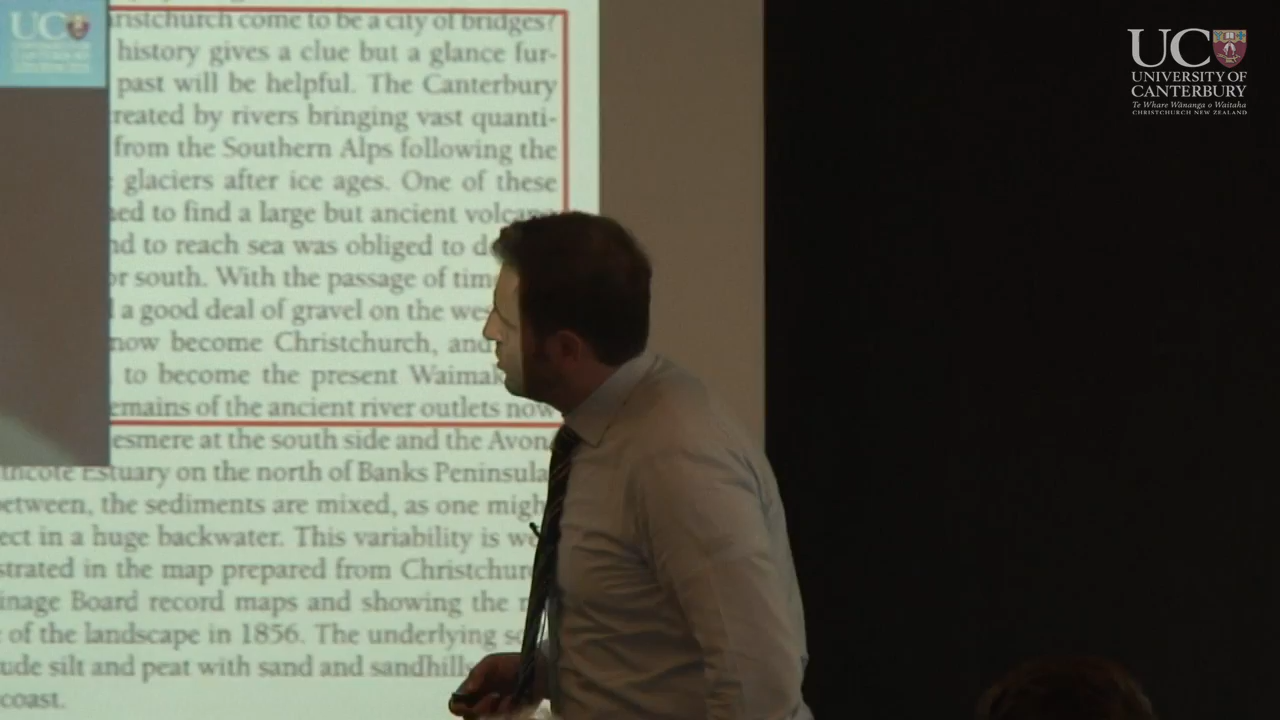 UC
UNIVERSITY OF
CANTERBURY
Te Whare Wānanga o Waitaha
CHRISTCHURCH NEW ZEALAND
UC
ristchurch come to be a city of bridges?
history gives a clue but a glance fur-
past will be helpful. The Canterbury
reated by rivers bringing vast quanti-
from the Southern Alps following the
glaciers after ice ages. One of these
ed to find a large but ancient volcan
nd to reach sea was obliged to d
or south. With the passage of tim
a good deal of gravel on the wes
now become Christchurch, and
to become the present Waimak
emains of the ancient river outlets now
esmere at the south side and the Avon
thcote Estuary on the north of Banks Peninsula
between, the sediments are mixed, as one migh
ect in a huge backwater. This variability is we
strated in the map prepared from Christchur
inage Board record maps and showing the
of the landscape in 1856. The underlying so
ude silt and peat with sand and sandhill
coast.